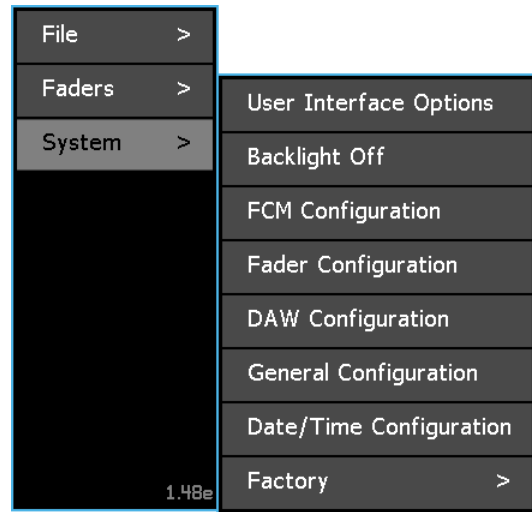 File >
Faders >
System >
1.48e
User Interface Options
Backlight Off
FCM Configuration
Fader Configuration
DAW Configuration
General Configuration
Date/Time Configuration
Factory >